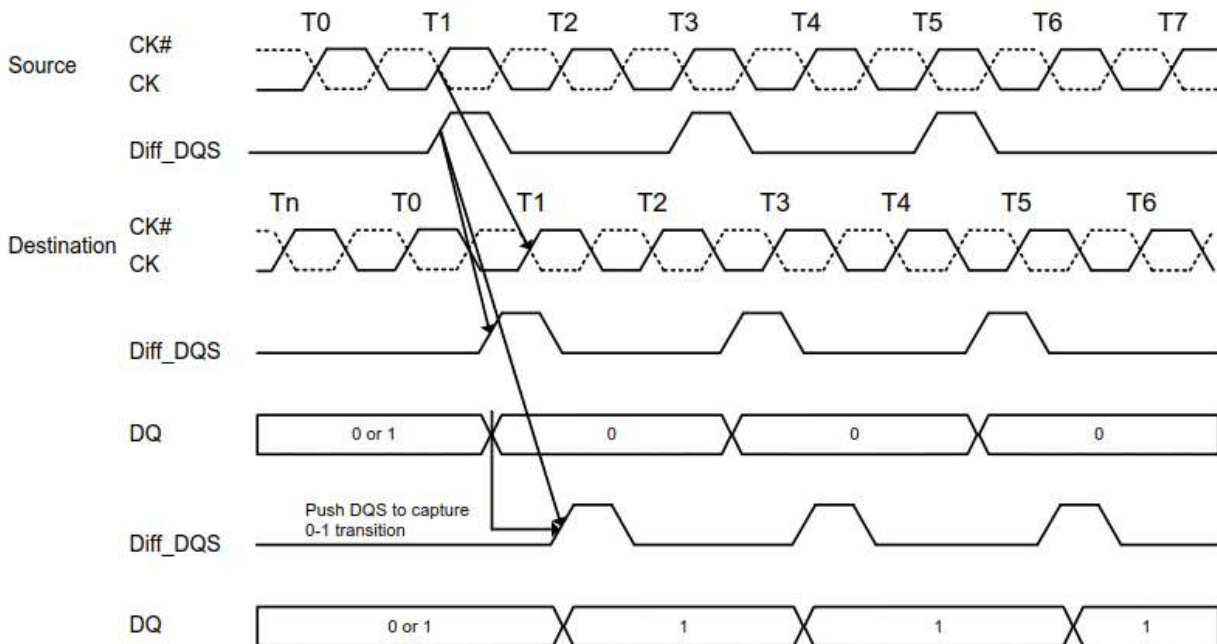 T0 T1 T2 T3 T4 T5 T6 T7
CK#
Source
CK
Diff_DQS
Tn T0 T1 T2 T3 T4 T5 T6
CK#
Destination
CK
Diff_DQS
DQ 0 or 1 0 0 0
Push DQS to capture
0-1 transition
Diff_DQS
DQ 0 or 1 1 1 1